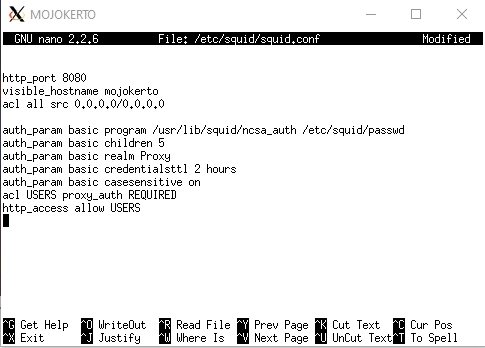 MOJOKERTO
GNU nano 2.2.6 File: /etc/squid/squid.conf Modified
http_port 8080
visible_hostname mojokerto
acl all src 0.0.0.0/0.0.0.0
auth_param basic program /usr/lib/squid/ncsa_auth /etc/squid/passwd
auth_param basic children 5
auth_param basic realm Proxy
auth_param basic credentialsttl 2 hours
auth_param basic casesensitive on
acl USERS proxy_auth REQUIRED
http_access allow USERS
^G Get Help ^O WriteOut ^R Read File ^Y Prev Page ^K Cut Text ^C Cur Pos
^X Exit ^J Justify ^W Where Is ^V Next Page ^U UnCut Text ^T To Spell